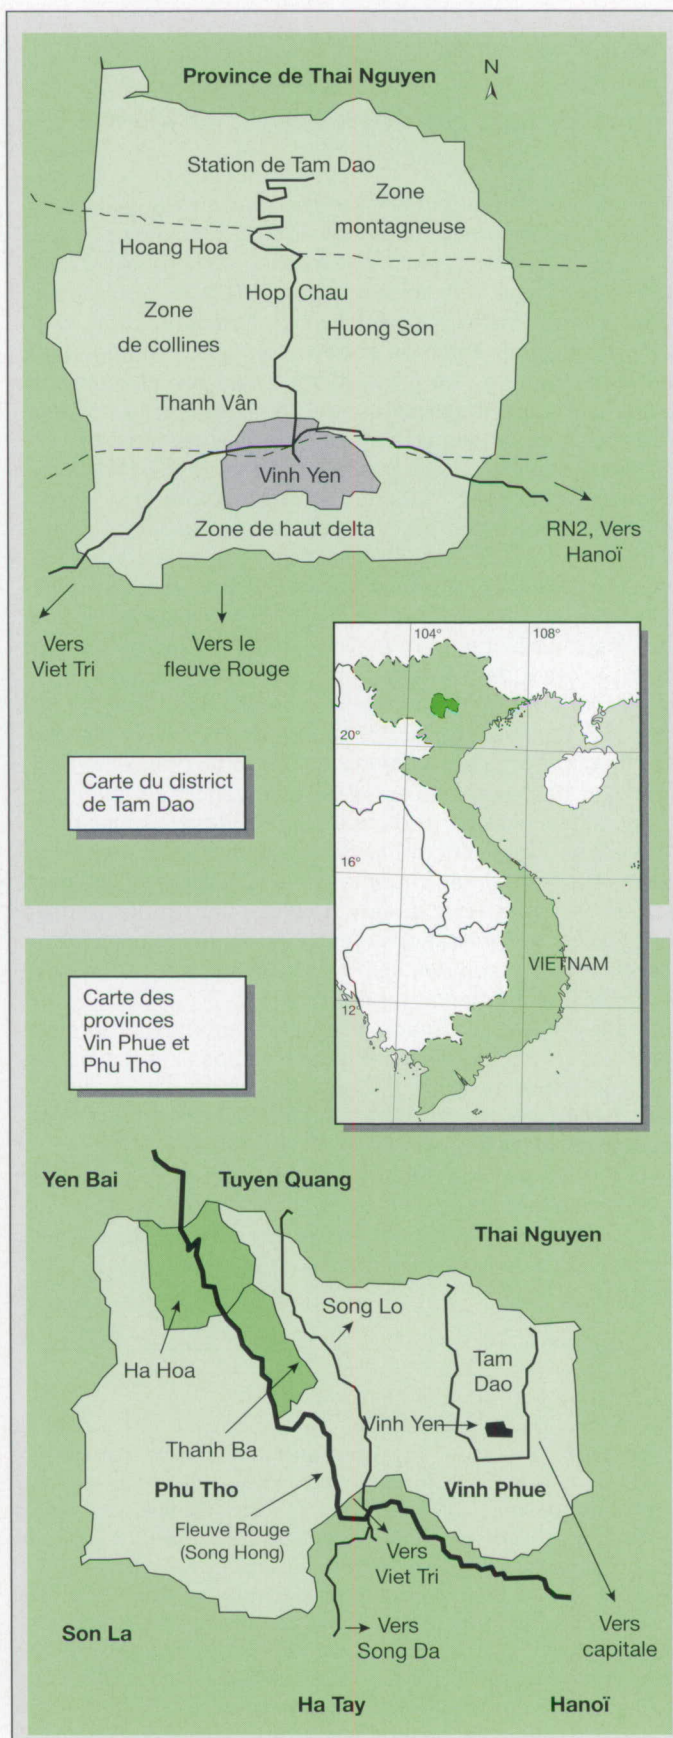 Province de Thai Nguyen
N
Station de Tam Dao
Zone
montagneuse
Hoang Hoa
Hop Chau
Zone
de collines
Huong Son
Thanh Vân
Vinh Yen
Zone de haut delta
RN2, Vers
Hanoï
Vers
Viet Tri
Vers le
fleuve Rouge
104°
108°
20°
16°
VIETNAM
12°
Carte du district
de Tam Dao
Carte des
provinces
Vin Phue et
Phu Tho
Yen Bai
Tuyen Quang
Thai Nguyen
Song Lo
Ha Hoa
Tam
Dao
Vinh Yen
Thanh Ba
Phu Tho
Vinh Phue
Fleuve Rouge
(Song Hong)
Vers
Viet Tri
Son La
Vers
Song Da
Vers
capitale
Ha Tay
Hanoï